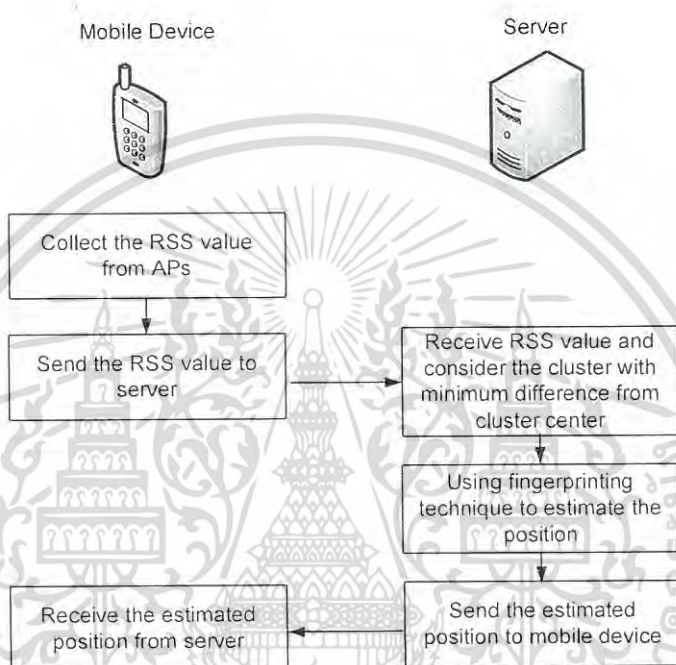 Mobile Device
Server
Collect the RSS value
from APs
Send the RSS value to
server
Receive RSS value and
consider the cluster with
minimum difference from
cluster center
Using fingerprinting
technique to estimate the
position
Send the estimated
position to mobile device
Receive the estimated
position from server